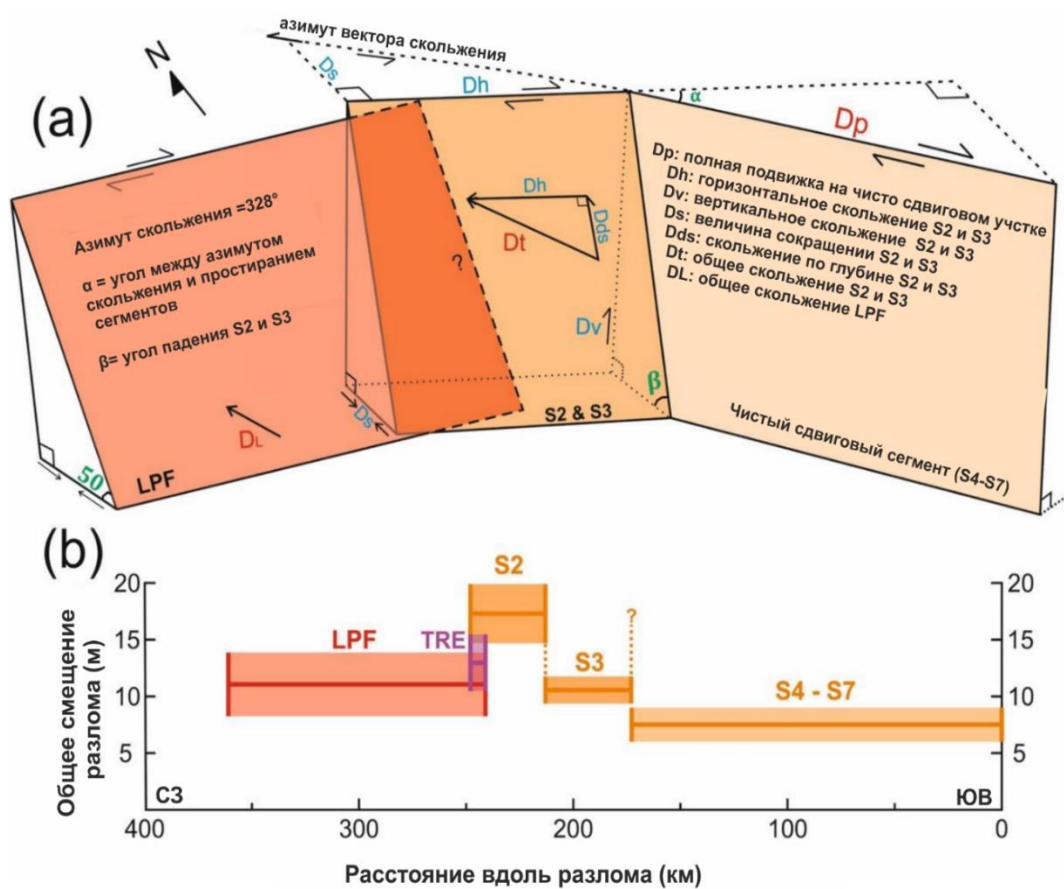 азимут вектора скольжения
N
Ds
Dh
α
(a)
Dp
Азимут скольжения =328°
α = угол между азимутом
скольжения и простиранием
сегментов
β= угол падения S2 и S3
Dh
Dt
Dds
?
Dv
β
Dp: полная подвижка на чисто сдвиговом учстке
Dh: горизонтальное скольжение S2 и S3
Dv: вертикальное скольжение S2 и S3
Ds: величина сокращении S2 и S3
Dds: скольжение по глубине S2 и S3
Dt: общее скольжение S2 и S3
DL: общее скольжение LPF
DL
Ds
S2 & S3
Чистый сдвиговый сегмент (S4-S7)
50
LPF
(b)
Общее смещение
разлома (м)
20
15
10
5
LPF
TRE
S2
S3
?
S4 - S7
20
15
10
5
СЗ
ЮВ
400
300
200
100
0
Расстояние вдоль разлома (км)